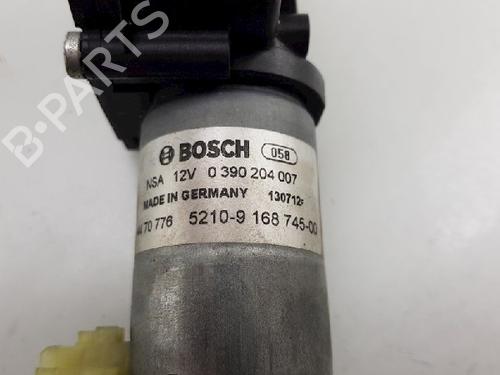 BOSCH 058
NSA 12V 0 390 204 007
MADE IN GERMANY 130712
70 776 5210-9 168 745-00
B-PARTS